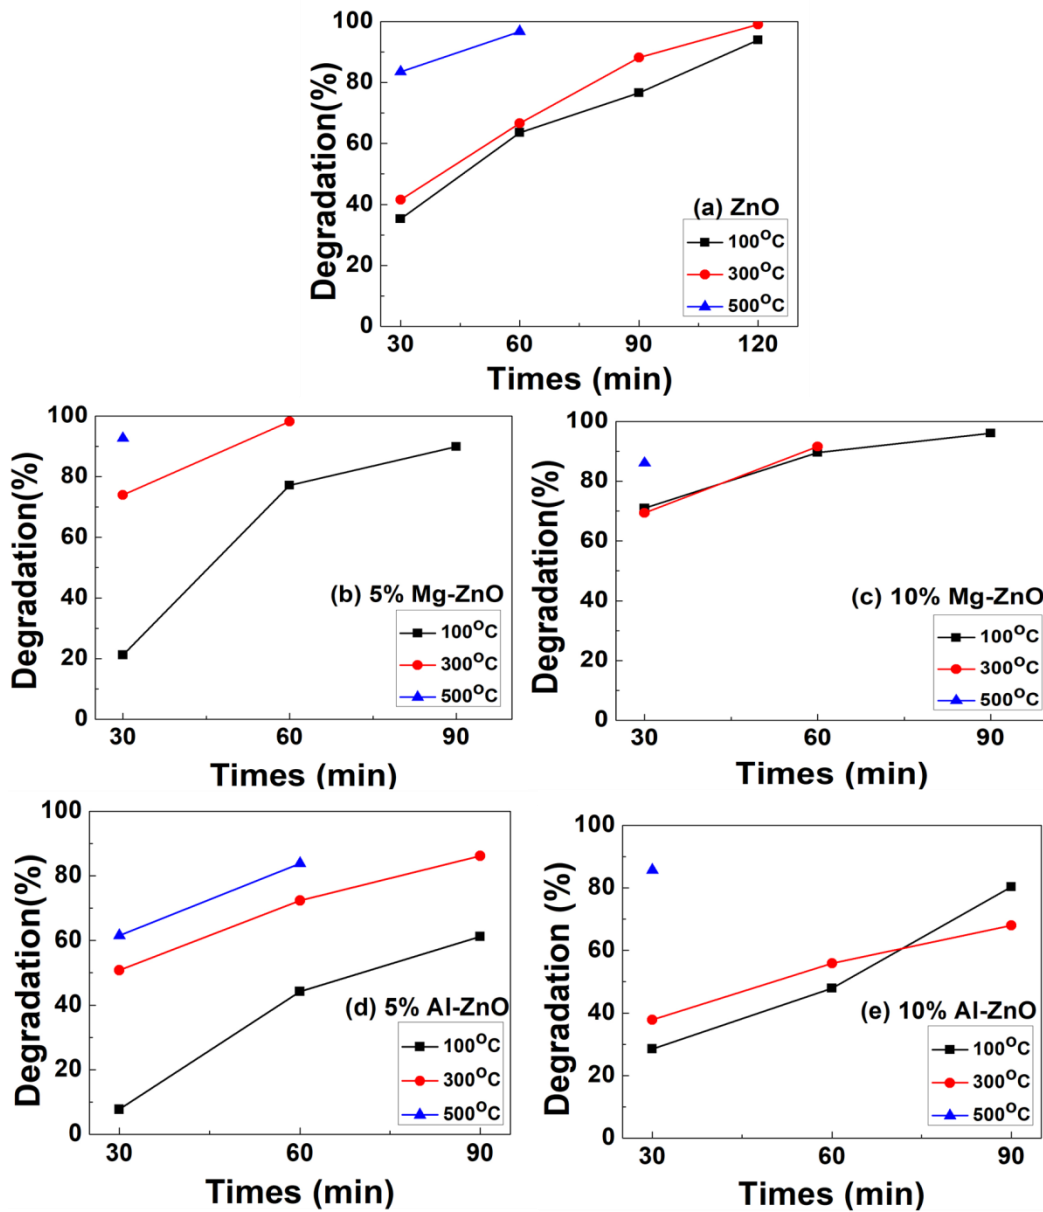 100
80
60
40
20
0
Degradation(%)
(a) ZnO
100°C
300°C
500°C
30 60 90 120
Times (min)
100
80
60
40
20
0
Degradation(%)
(b) 5% Mg-ZnO
100°C
300°C
500°C
30 60 90
Times (min)
100
80
60
40
20
0
Degradation(%)
(c) 10% Mg-ZnO
100°C
300°C
500°C
30 60 90
Times (min)
100
80
60
40
20
0
Degradation(%)
(d) 5% Al-ZnO
100°C
300°C
500°C
30 60 90
Times (min)
100
80
60
40
20
0
Degradation (%)
(e) 10% Al-ZnO
100°C
300°C
500°C
30 60 90
Times (min)